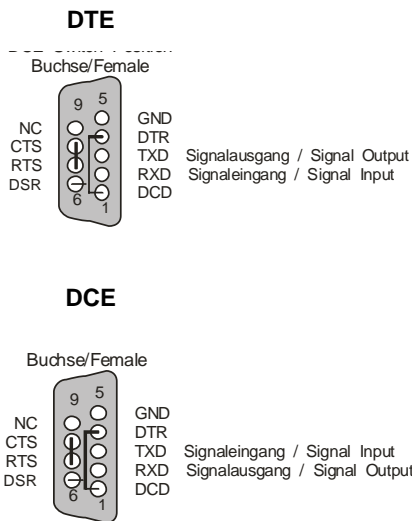 DTE
Buchse/Female
9 5
NC
CTS
RTS
DSR
GND
DTR
TXD Signalausgang / Signal Output
RXD Signaleingang / Signal Input
DCD
6
1
DCE
Buchse/Female
9 5
NC
CTS
RTS
DSR
GND
DTR
TXD Signaleingang / Signal Input
RXD Signalausgang / Signal Output
DCD
6
1